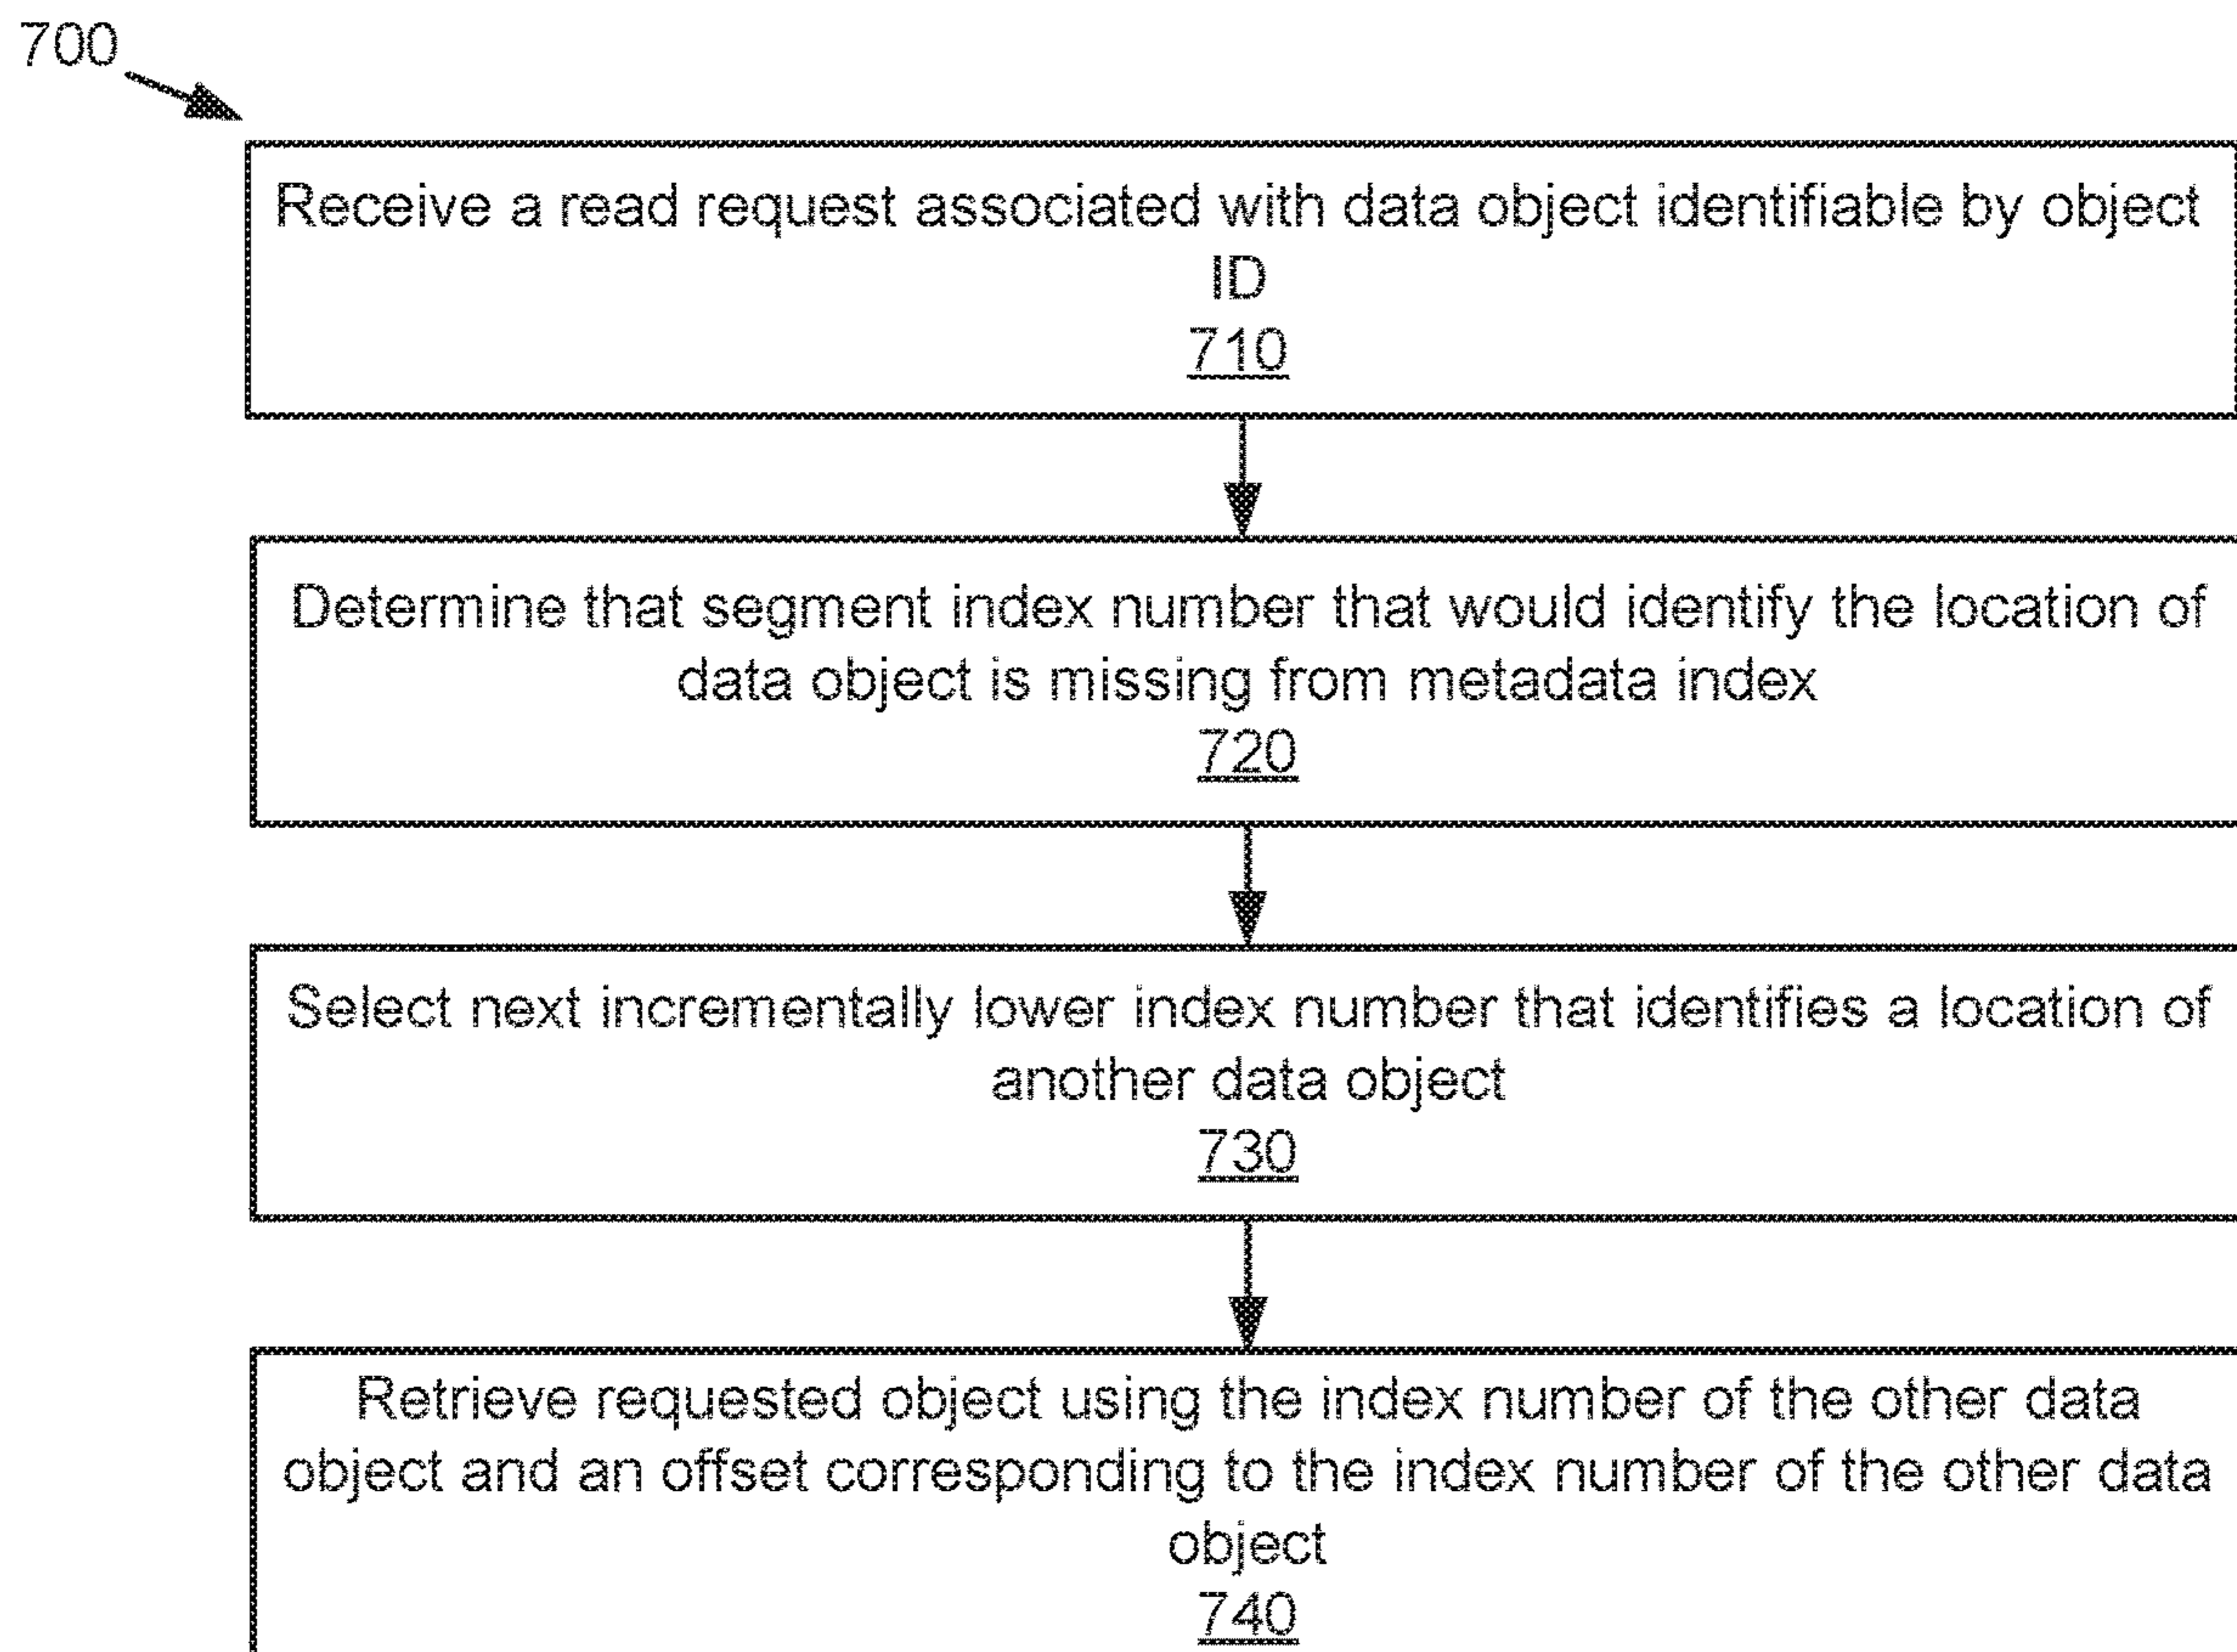 700
Receive a read request associated with data object identifiable by object
ID
710
Determine that segment index number that would identify the location of
data object is missing from metadata index
720
Select next incrementally lower index number that identifies a location of
another data object
730
Retrieve requested object using the index number of the other data
object and an offset corresponding to the index number of the other data
object
740